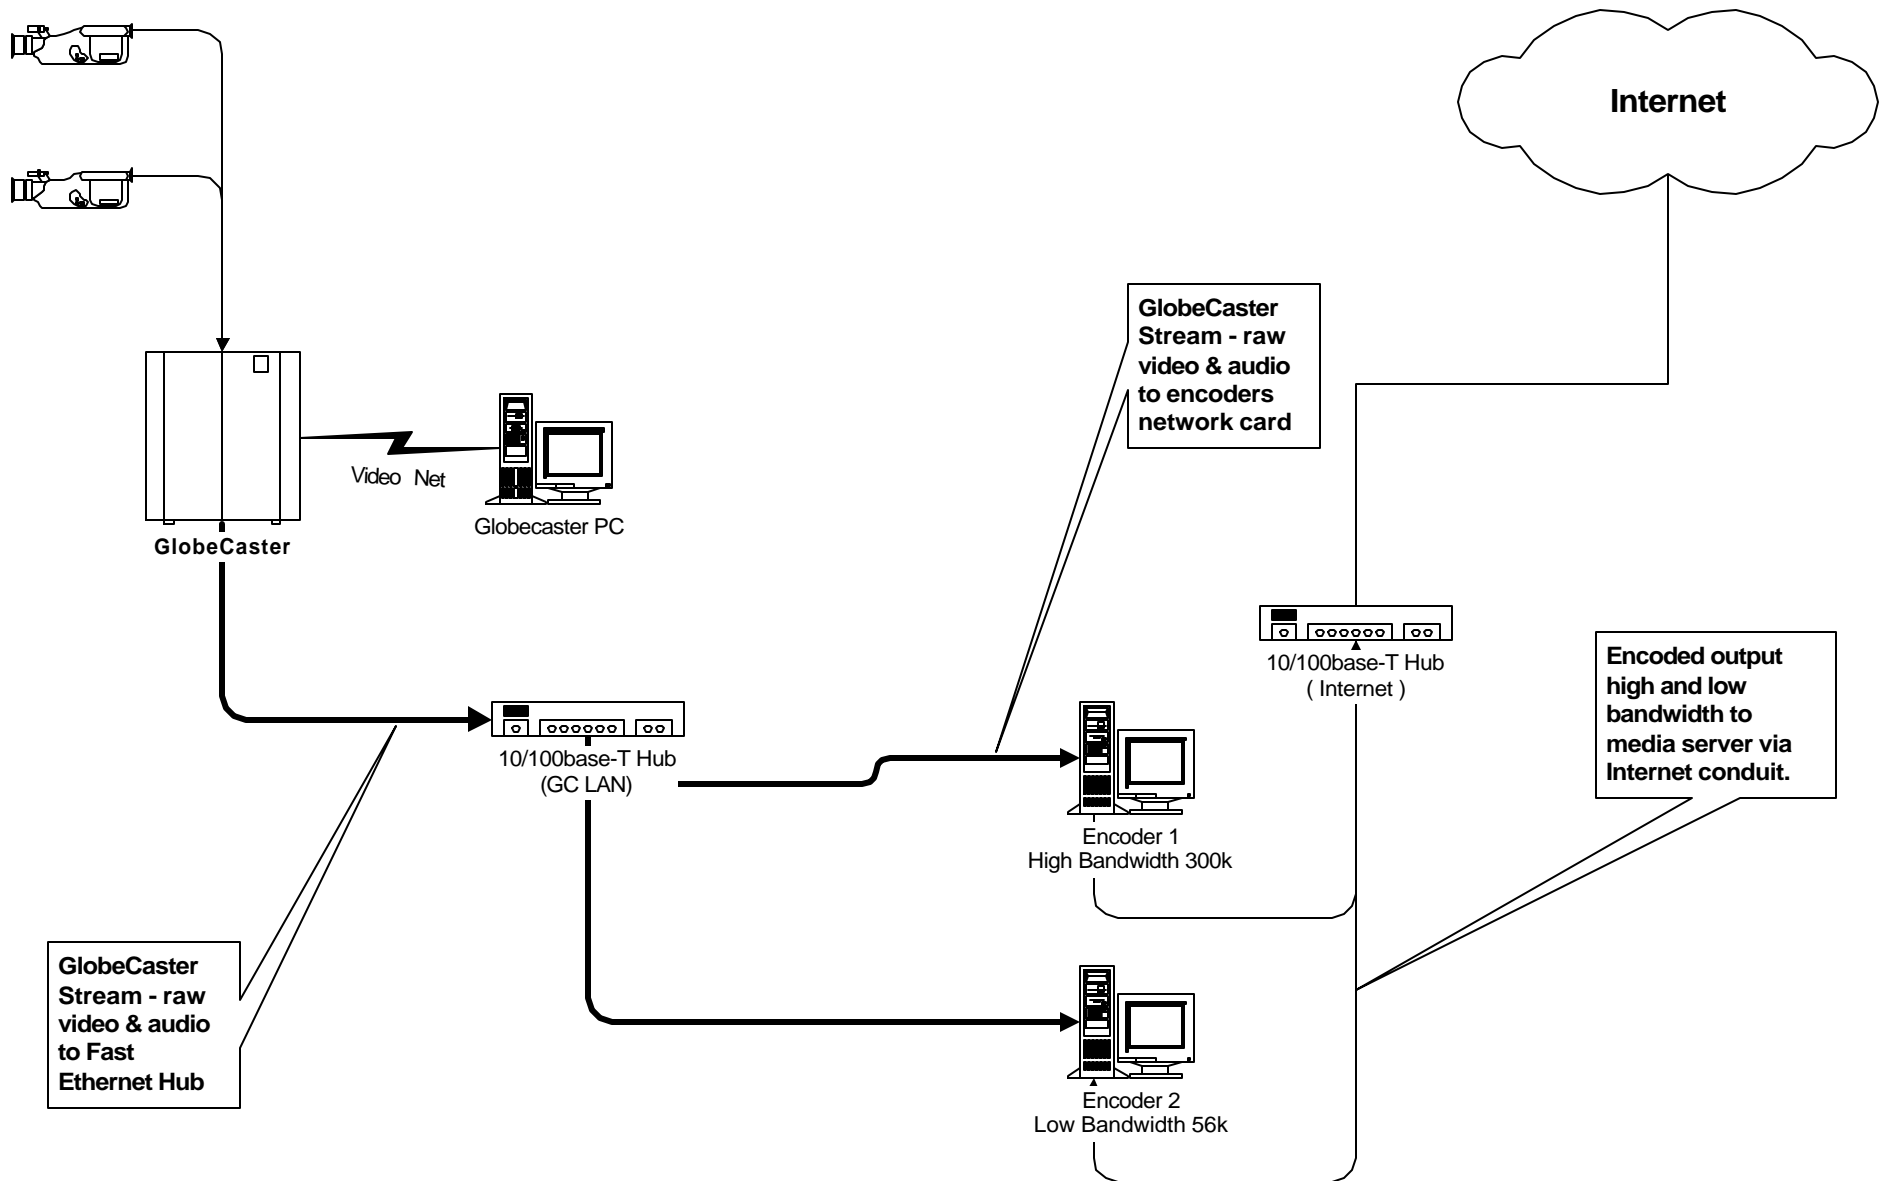 Internet
GlobeCaster
Stream - raw
video & audio
to encoders
network card
Video Net
Globecaster PC
GlobeCaster
10/100base-T Hub
( Internet )
Encoded output
high and low
bandwidth to
media server via
Internet conduit.
10/100base-T Hub
(GC LAN)
Encoder 1
High Bandwidth 300k
GlobeCaster
Stream - raw
video & audio
to Fast
Ethernet Hub
Encoder 2
Low Bandwidth 56k